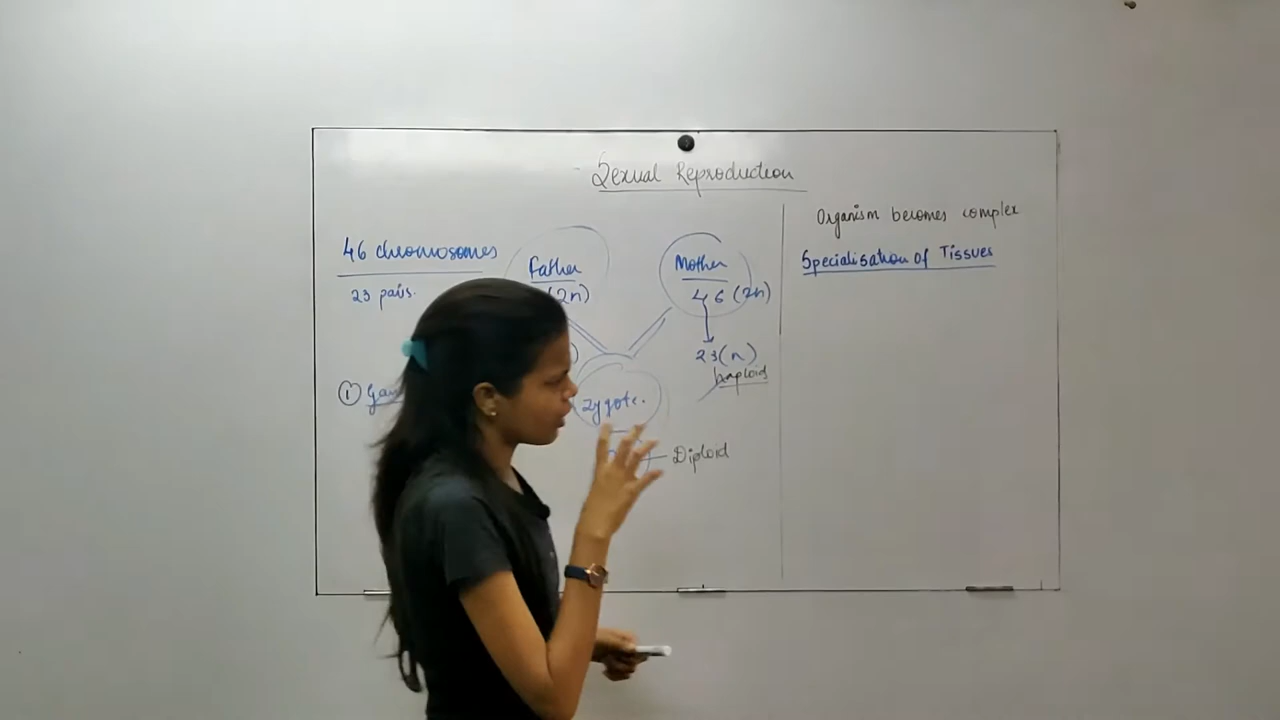 Sexual Reproduction
46 chromosomes
23 pairs.
Father
(2n)
Mother
46 (2n)
23(n)
haploid
Zygote.
Diploid
①
Organism becomes complex
Specialisation of Tissues